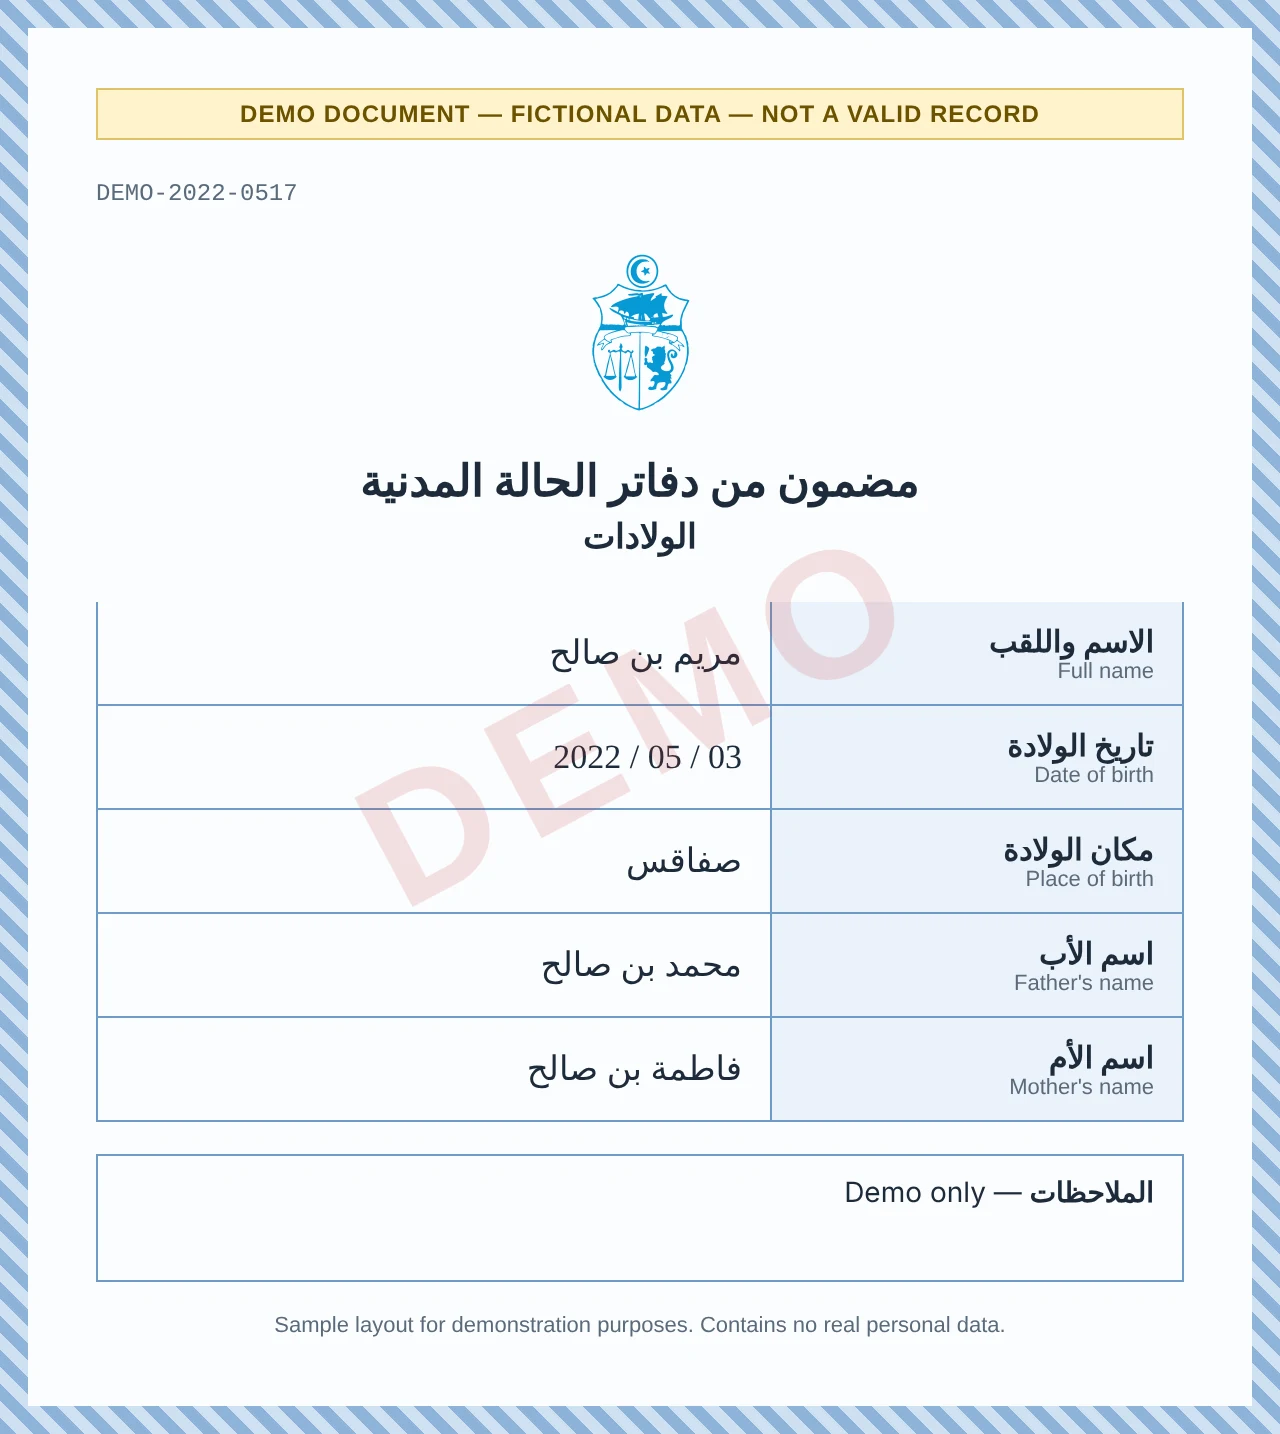 DEMO DOCUMENT — FICTIONAL DATA — NOT A VALID RECORD
DEMO-2022-0517
مضمون من دفاتر الحالة المدنية
الولادات
الاسم واللقب
Full name
مريم بن صالح
تاريخ الولادة
Date of birth
2022 / 05 / 03
مكان الولادة
Place of birth
صفاقس
اسم الأب
Father's name
محمد بن صالح
اسم الأم
Mother's name
فاطمة بن صالح
الملاحظات — Demo only
Sample layout for demonstration purposes. Contains no real personal data.
DEMO